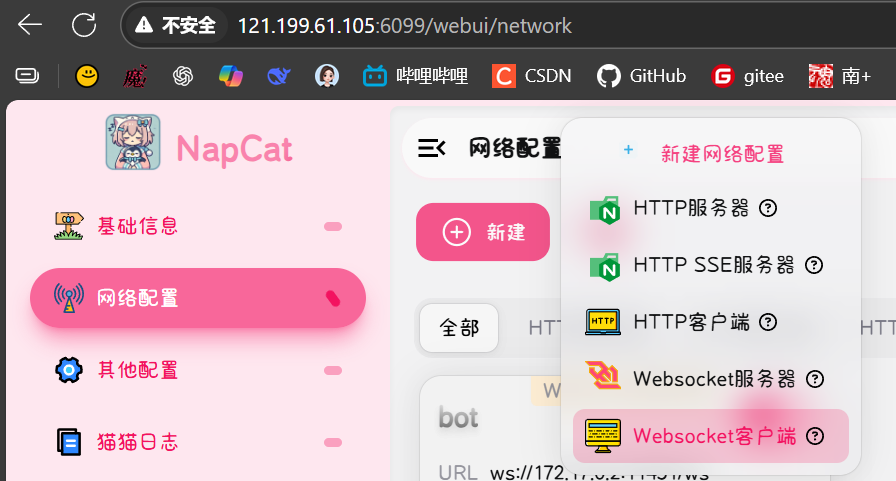 不安全 121.199.61.105:6099/webui/network
哔哩哔哩 CSDN GitHub gitee 南+
NapCat
基础信息
网络配置
其他配置
猫猫日志
网络配置
新建
全部 HTT HTT
bot
URL ws://172.17.0.2:11451/ws
+ 新建网络配置
HTTP服务器
HTTP SSE服务器
HTTP客户端
Websocket服务器
Websocket客户端